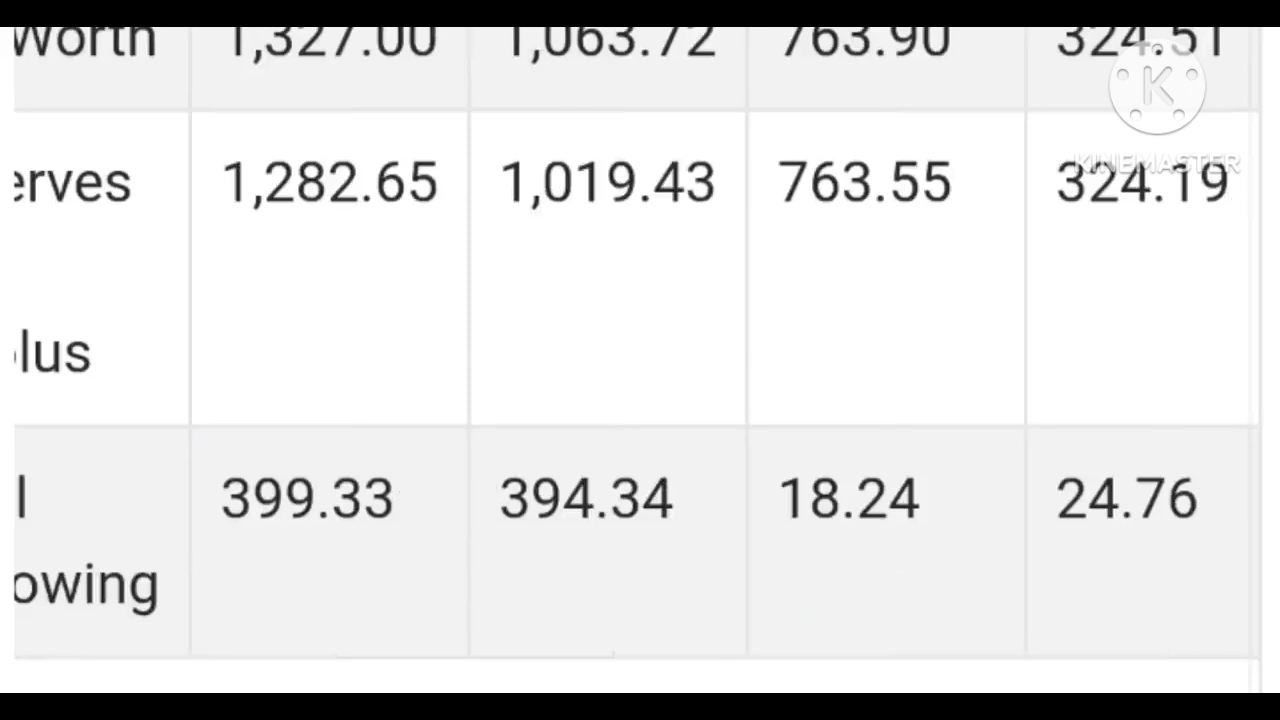 Worth 1,327.00 1,063.72 763.90 324.51
K
KINEMASTER
erves 1,282.65 1,019.43 763.55 324.19
lus
l 399.33 394.34 18.24 24.76
owing